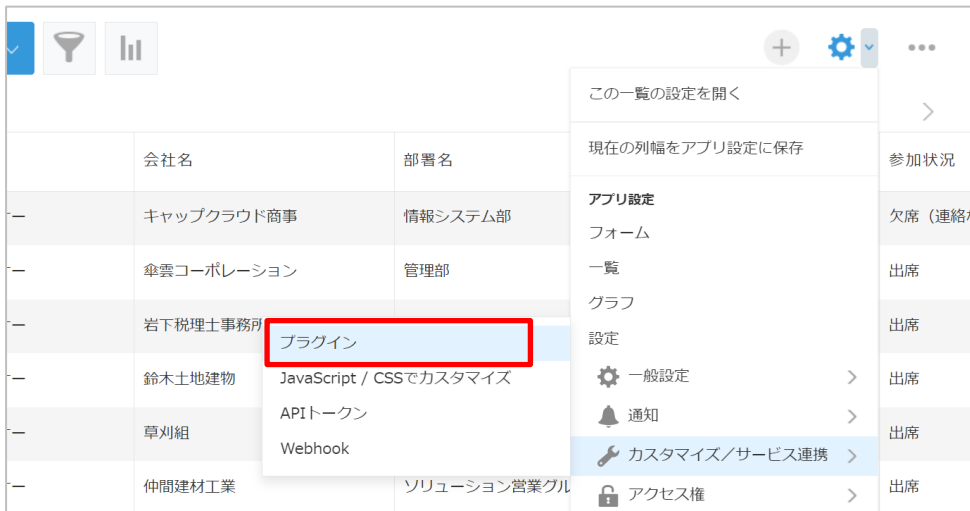 この一覧の設定を開く
現在の列幅をアプリ設定に保存
会社名 部署名 参加状況
アプリ設定
キャップクラウド商事 情報システム部 欠席（連絡
フォーム
傘雲コーポレーション 管理部 一覧 出席
グラフ
岩下税理士事務所 出席
プラグイン 設定
鈴木土地建物 JavaScript / CSSでカスタマイズ 一般設定 出席
APIトークン 通知
草刈組 出席
Webhook カスタマイズ／サービス連携
仲間建材工業 ソリューション営業グル アクセス権 出席